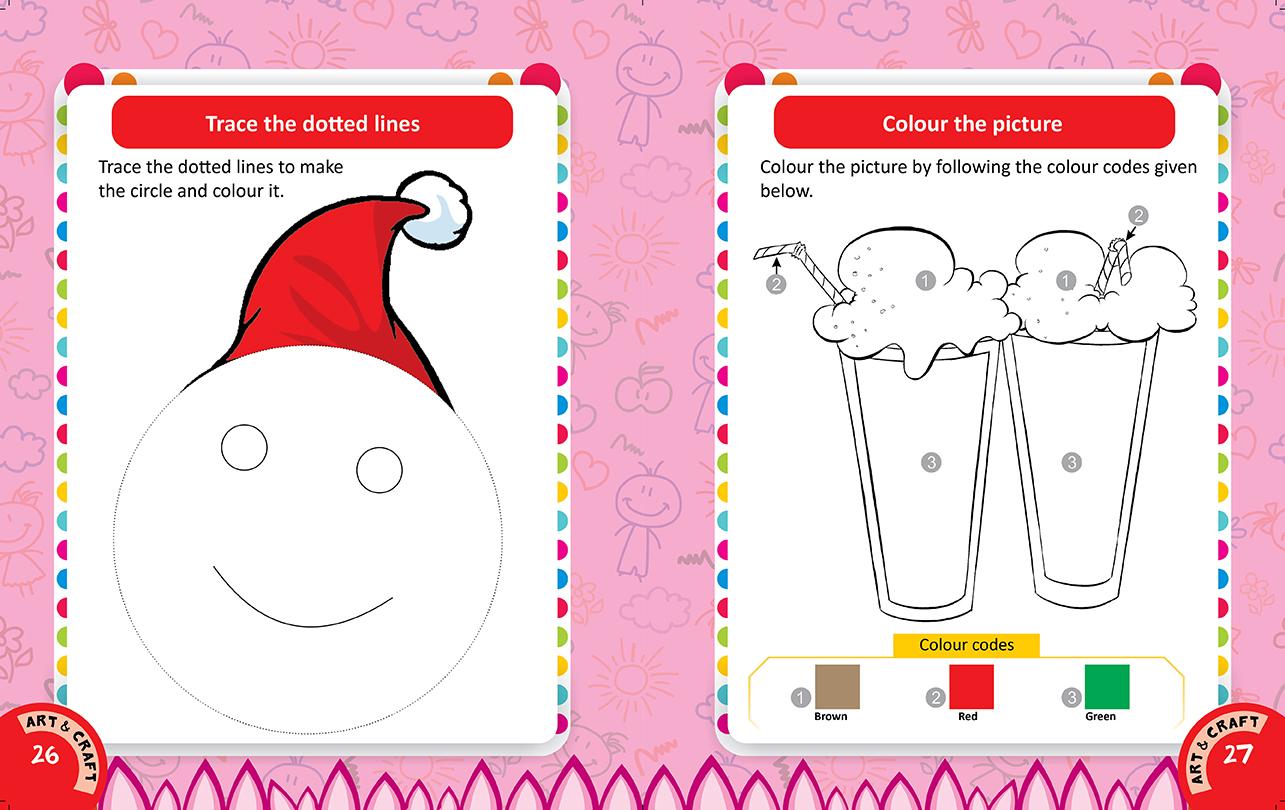 Trace the dotted lines
Trace the dotted lines to make
the circle and colour it.
ART & CRAFT
26
Colour the picture
Colour the picture by following the colour codes given
below.
2
2
1
1
3
3
Colour codes
1
Brown
2
Red
3
Green
ART & CRAFT
27